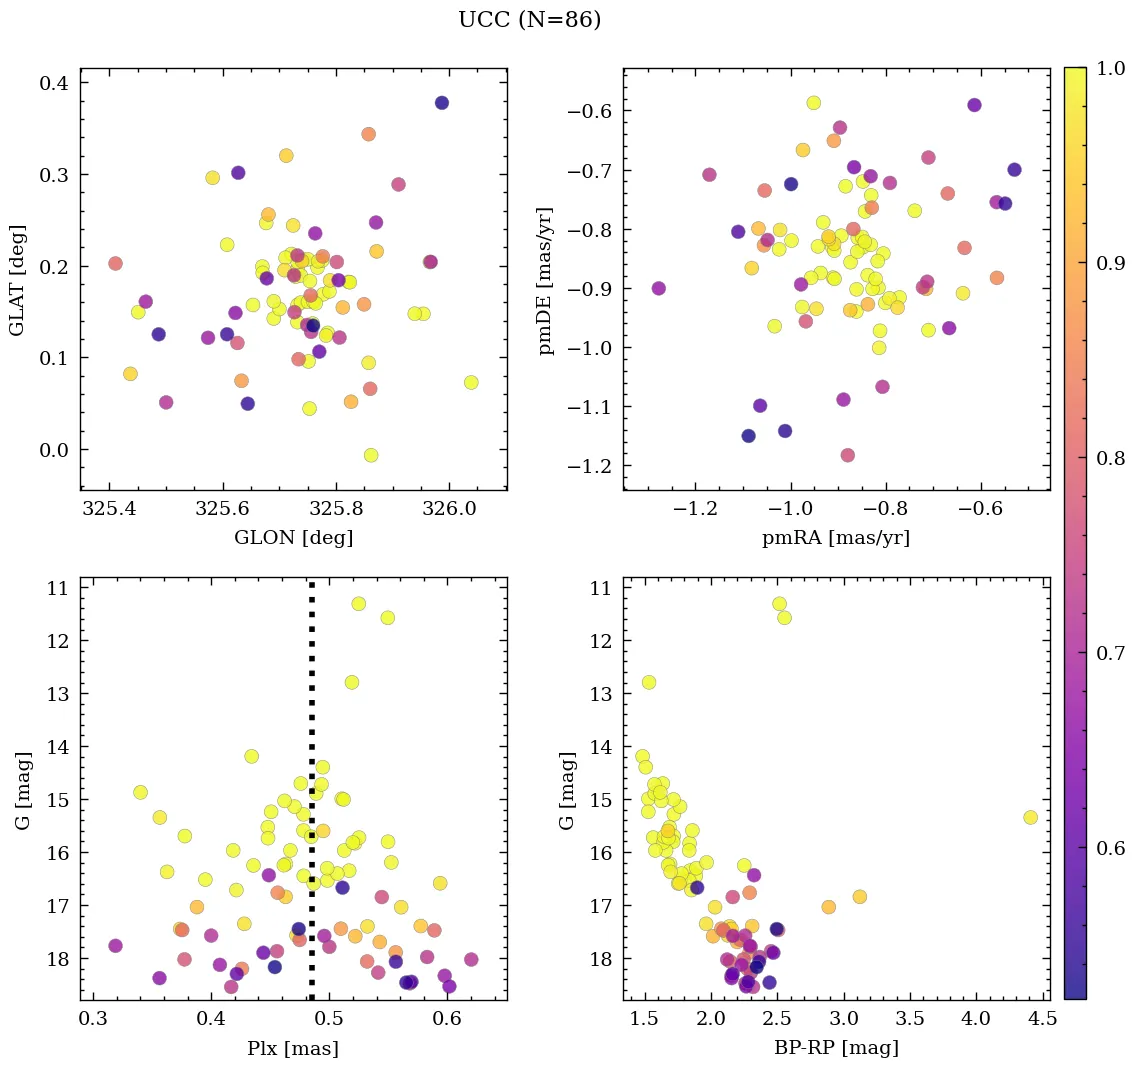 UCC (N=86)
0.4
0.3
0.2
0.1
0.0
GLAT [deg]
325.4 325.6 325.8 326.0
GLON [deg]
−0.6
−0.7
−0.8
−0.9
−1.0
−1.1
−1.2
pmDE [mas/yr]
−1.2 −1.0 −0.8 −0.6
pmRA [mas/yr]
11
12
13
14
15
16
17
18
G [mag]
0.3 0.4 0.5 0.6
Plx [mas]
11
12
13
14
15
16
17
18
G [mag]
1.5 2.0 2.5 3.0 3.5 4.0 4.5
BP-RP [mag]
1.0
0.9
0.8
0.7
0.6